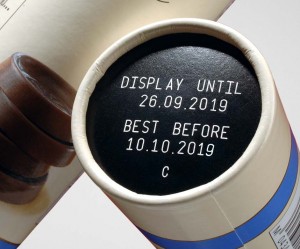 DISPLAY UNTIL
26.09.2019
BEST BEFORE
10.10.2019
C